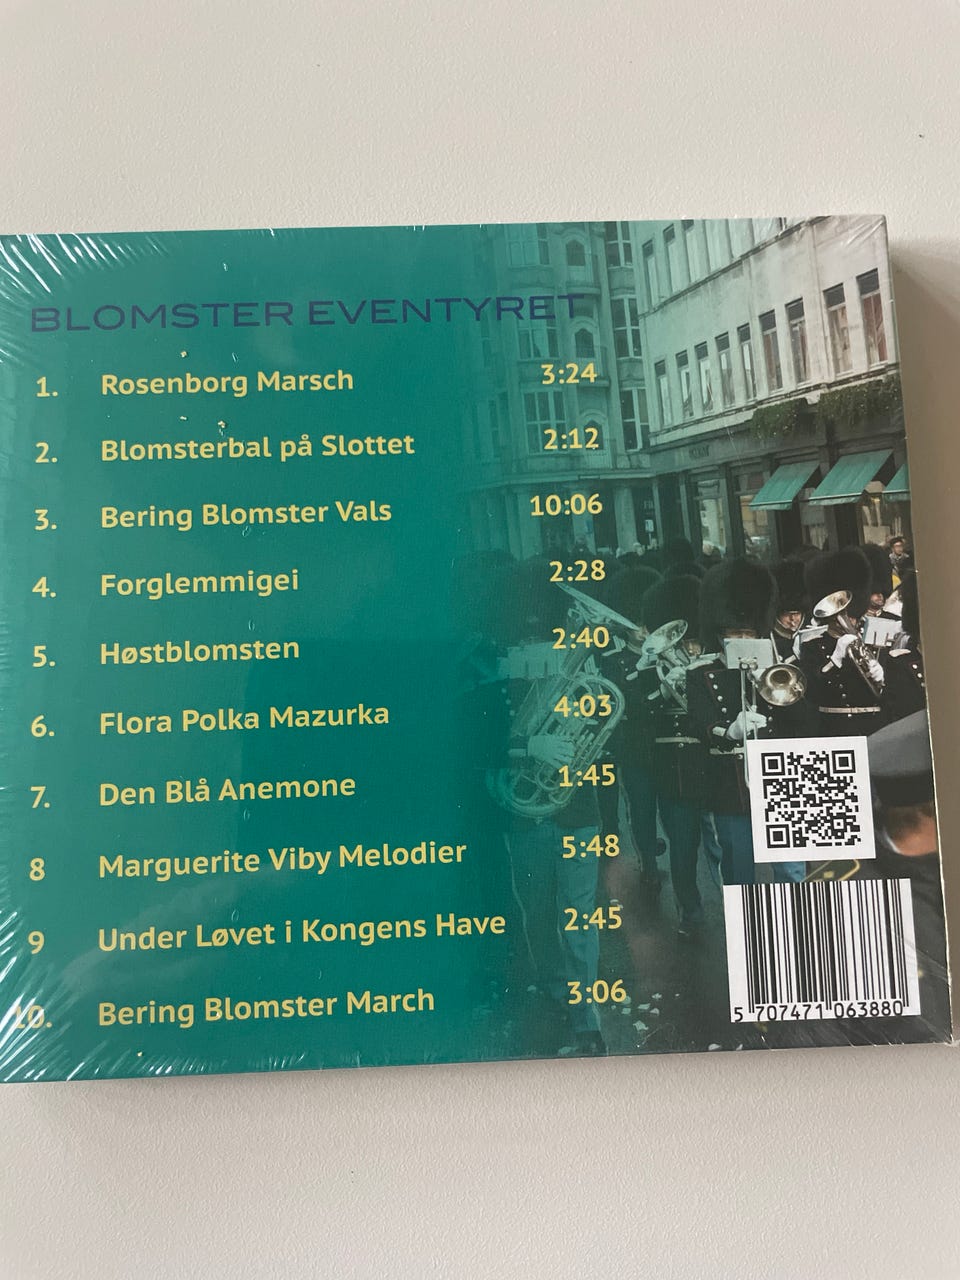 BLOMSTER EVENTYRET
1. Rosenborg Marsch 3:24
2. Blomsterbal på Slottet 2:12
3. Bering Blomster Vals 10:06
4. Forglemmigei 2:28
5. Høstblomsten 2:40
6. Flora Polka Mazurka 4:03
7. Den Blå Anemone 1:45
8 Marguerite Viby Melodier 5:48
9 Under Løvet i Kongens Have 2:45
10. Bering Blomster March 3:06
5 707471 063880